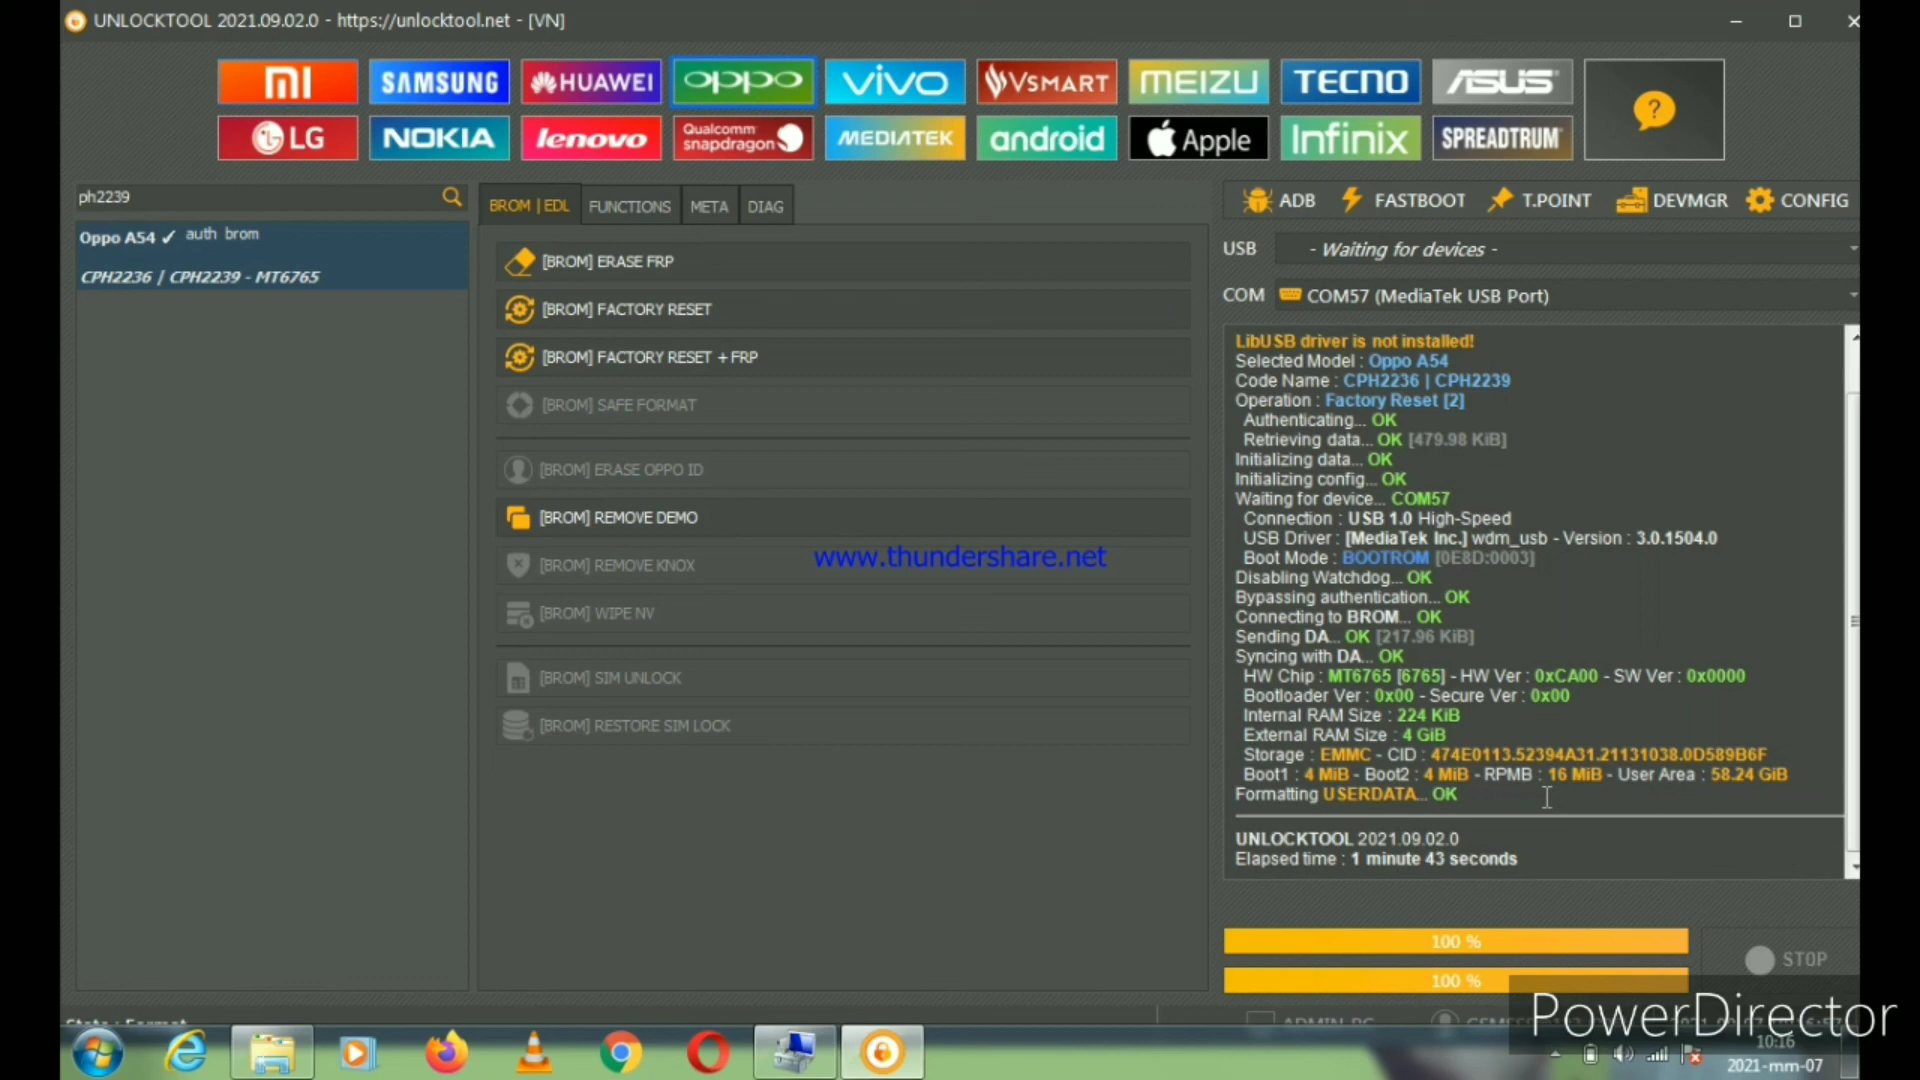 UNLOCKTOOL 2021.09.02.0 - https://unlocktool.net - [VN]
MI SAMSUNG HUAWEI oppo vivo VSMART MEIZU TECNO ASUS ?
LG NOKIA lenovo Qualcomm snapdragon MEDIATEK android Apple Infinix SPREADTRUM
ph2239
Oppo A54 ✓ auth brom
CPH2236 | CPH2239 - MT6765
BROM | EDL FUNCTIONS META DIAG
[BROM] ERASE FRP
[BROM] FACTORY RESET
[BROM] FACTORY RESET + FRP
[BROM] SAFE FORMAT
[BROM] ERASE OPPO ID
[BROM] REMOVE DEMO
[BROM] REMOVE KNOX
[BROM] WIPE NV
[BROM] SIM UNLOCK
[BROM] RESTORE SIM LOCK
www.thundershare.net
ADB FASTBOOT T.POINT DEVMGR CONFIG
USB - Waiting for devices -
COM COM57 (MediaTek USB Port)
LibUSB driver is not installed!
Selected Model : Oppo A54
Code Name : CPH2236 | CPH2239
Operation : Factory Reset [2]
Authenticating... OK
Retrieving data... OK [479.98 KiB]
Initializing data... OK
Initializing config... OK
Waiting for device... COM57
Connection : USB 1.0 High-Speed
USB Driver : [MediaTek Inc.] wdm_usb - Version : 3.0.1504.0
Boot Mode : BOOTROM [0E8D:0003]
Disabling Watchdog... OK
Bypassing authentication... OK
Connecting to BROM... OK
Sending DA... OK [217.96 KiB]
Syncing with DA... OK
HW Chip : MT6765 [6765] - HW Ver : 0xCA00 - SW Ver : 0x0000
Bootloader Ver : 0x00 - Secure Ver : 0x00
Internal RAM Size : 224 KiB
External RAM Size : 4 GiB
Storage : EMMC - CID : 474E0113.52394A31.21131038.0D589B6F
Boot1 : 4 MiB - Boot2 : 4 MiB - RPMB : 16 MiB - User Area : 58.24 GiB
Formatting USERDATA... OK
UNLOCKTOOL 2021.09.02.0
Elapsed time : 1 minute 43 seconds
100 %
STOP
100 %
PowerDirector
10:16
2021-mm-07